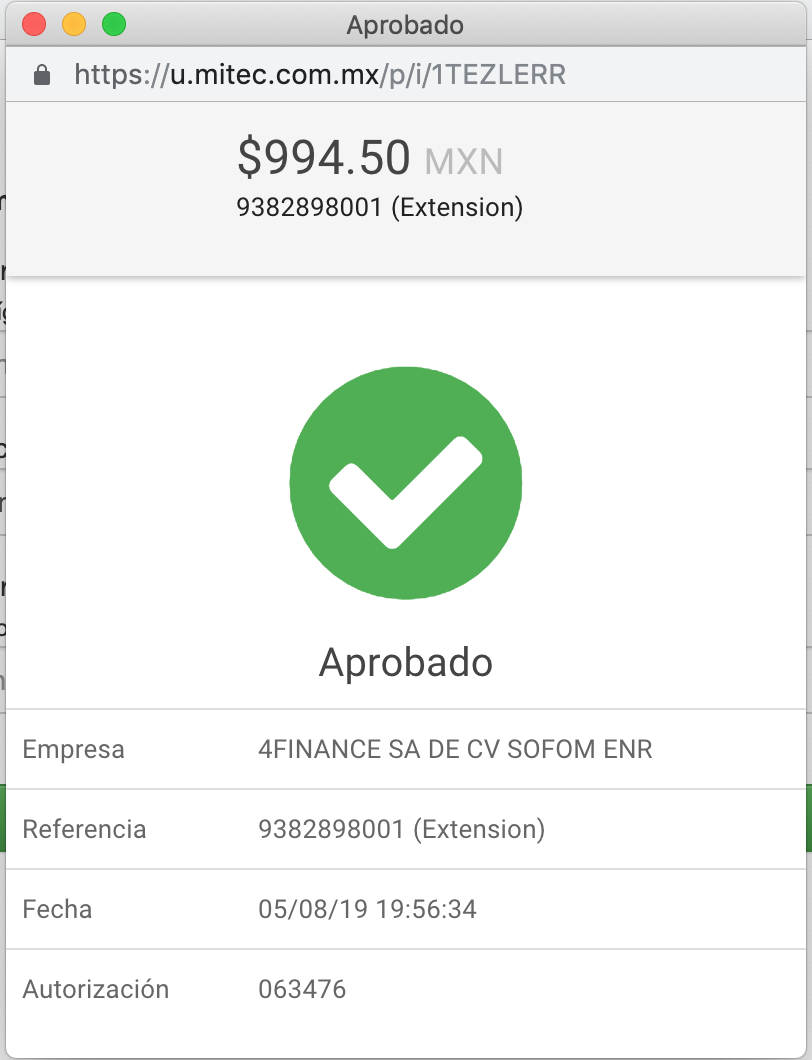 Aprobado
https://u.mitec.com.mx/p/i/1TEZLERR
$994.50 MXN
9382898001 (Extension)
Aprobado
Empresa 4FINANCE SA DE CV SOFOM ENR
Referencia 9382898001 (Extension)
Fecha 05/08/19 19:56:34
Autorización 063476